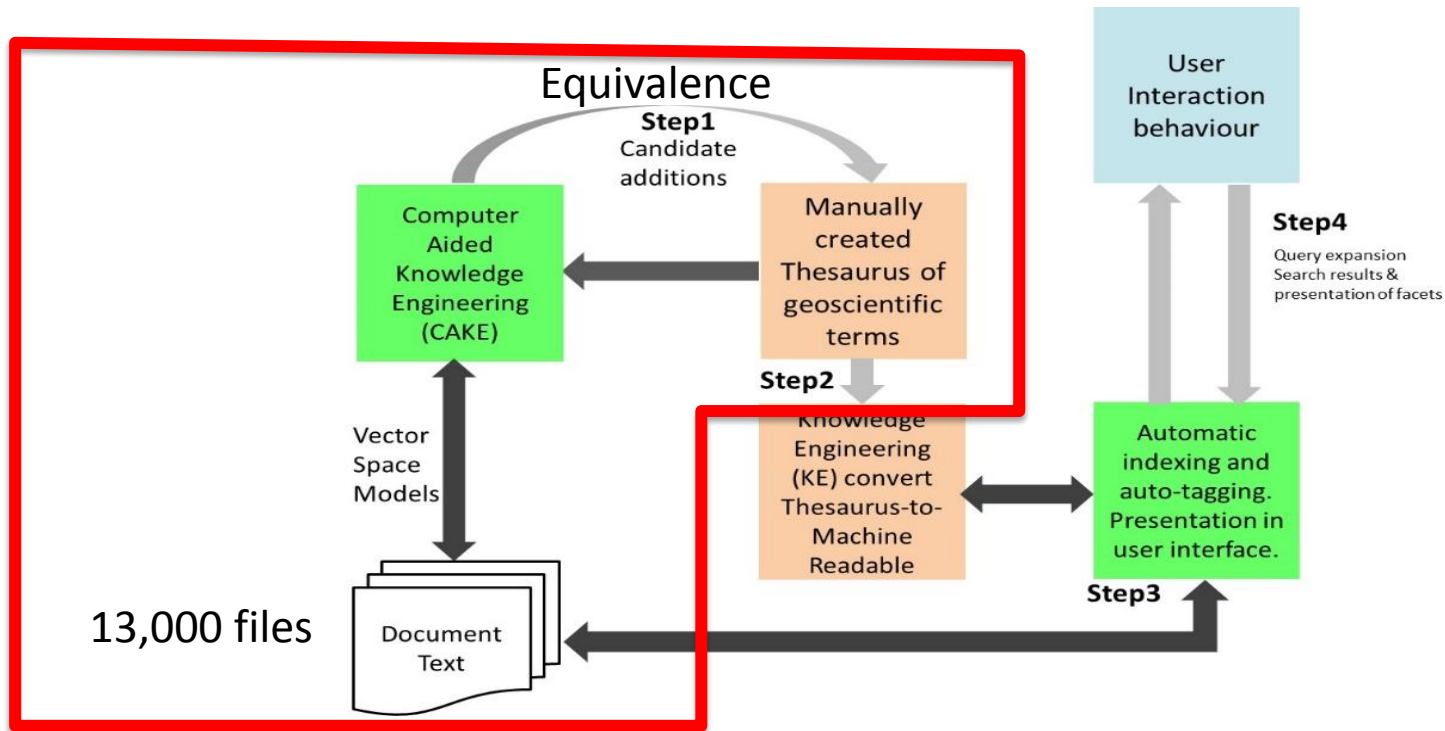 Equivalence
Step1
Candidate
additions
Computer
Aided
Knowledge
Engineering
(CAKE)
Manually
created
Thesaurus of
geoscientific
terms
User
Interaction
behaviour
Step4
Query expansion
Search results &
presentation of facets
Step2
Vector
Space
Models
Knowledge
Engineering
(KE) convert
Thesaurus-to-
Machine
Readable
Automatic
indexing and
auto-tagging.
Presentation in
user interface.
Step3
13,000 files
Document
Text